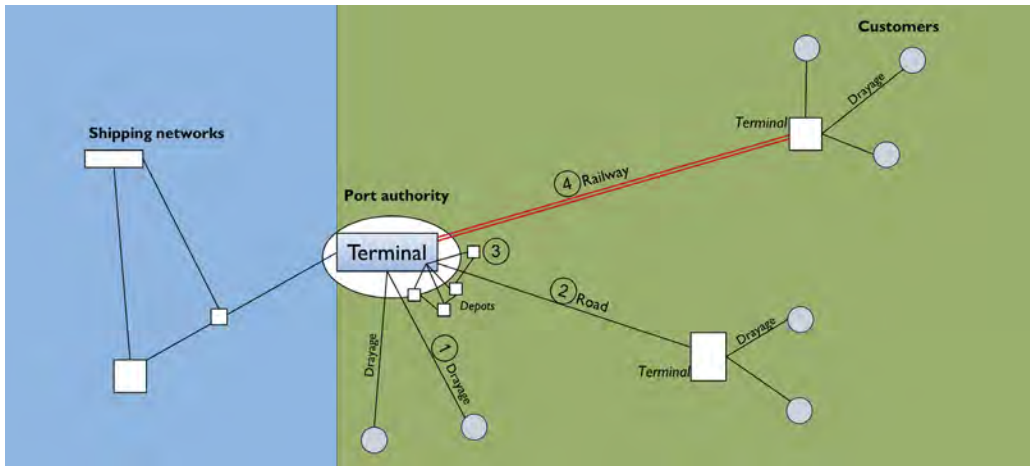 Customers
Drayage
Terminal
Shipping networks
4 Railway
Port authority
Terminal
3
2 Road
Depots
Drayage
1 Drayage
Drayage
Terminal